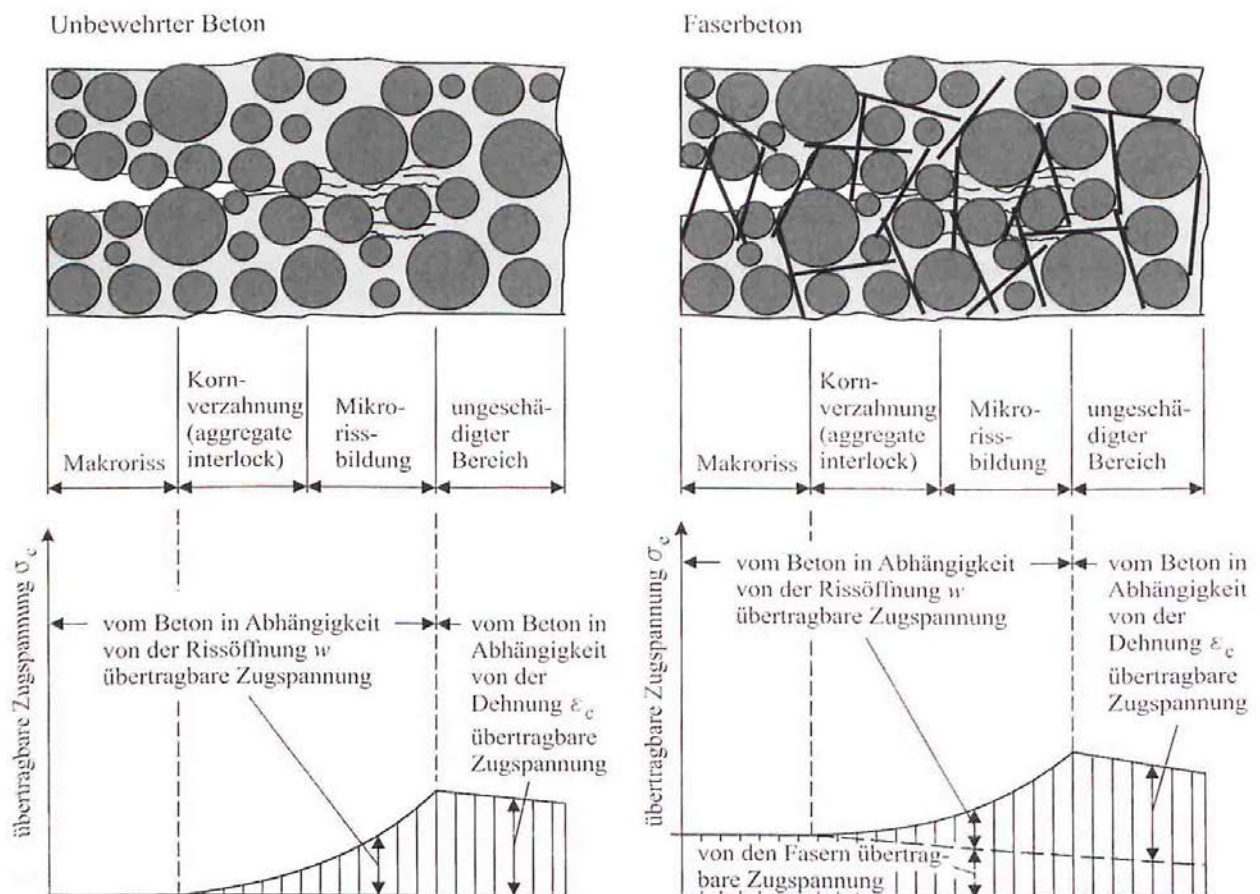 Unbewehrter Beton
Korn-
verzahnung
(aggregate
interlock)
Mikro-
riss-
bildung
ungeschä-
digter
Bereich
Makroriss
übertragbare Zugspannung σc
vom Beton in Abhängigkeit
von der Rissöffnung w
übertragbare Zugspannung
vom Beton in
Abhängigkeit
von der
Dehnung εc
übertragbare
Zugspannung
Faserbeton
Korn-
verzahnung
(aggregate
interlock)
Mikro-
riss-
bildung
ungeschä-
digter
Bereich
Makroriss
übertragbare Zugspannung σc
vom Beton in Abhängigkeit
von der Rissöffnung w
übertragbare Zugspannung
vom Beton in
Abhängigkeit
von der
Dehnung εc
übertragbare
Zugspannung
von den Fasern übertrag-
bare Zugspannung